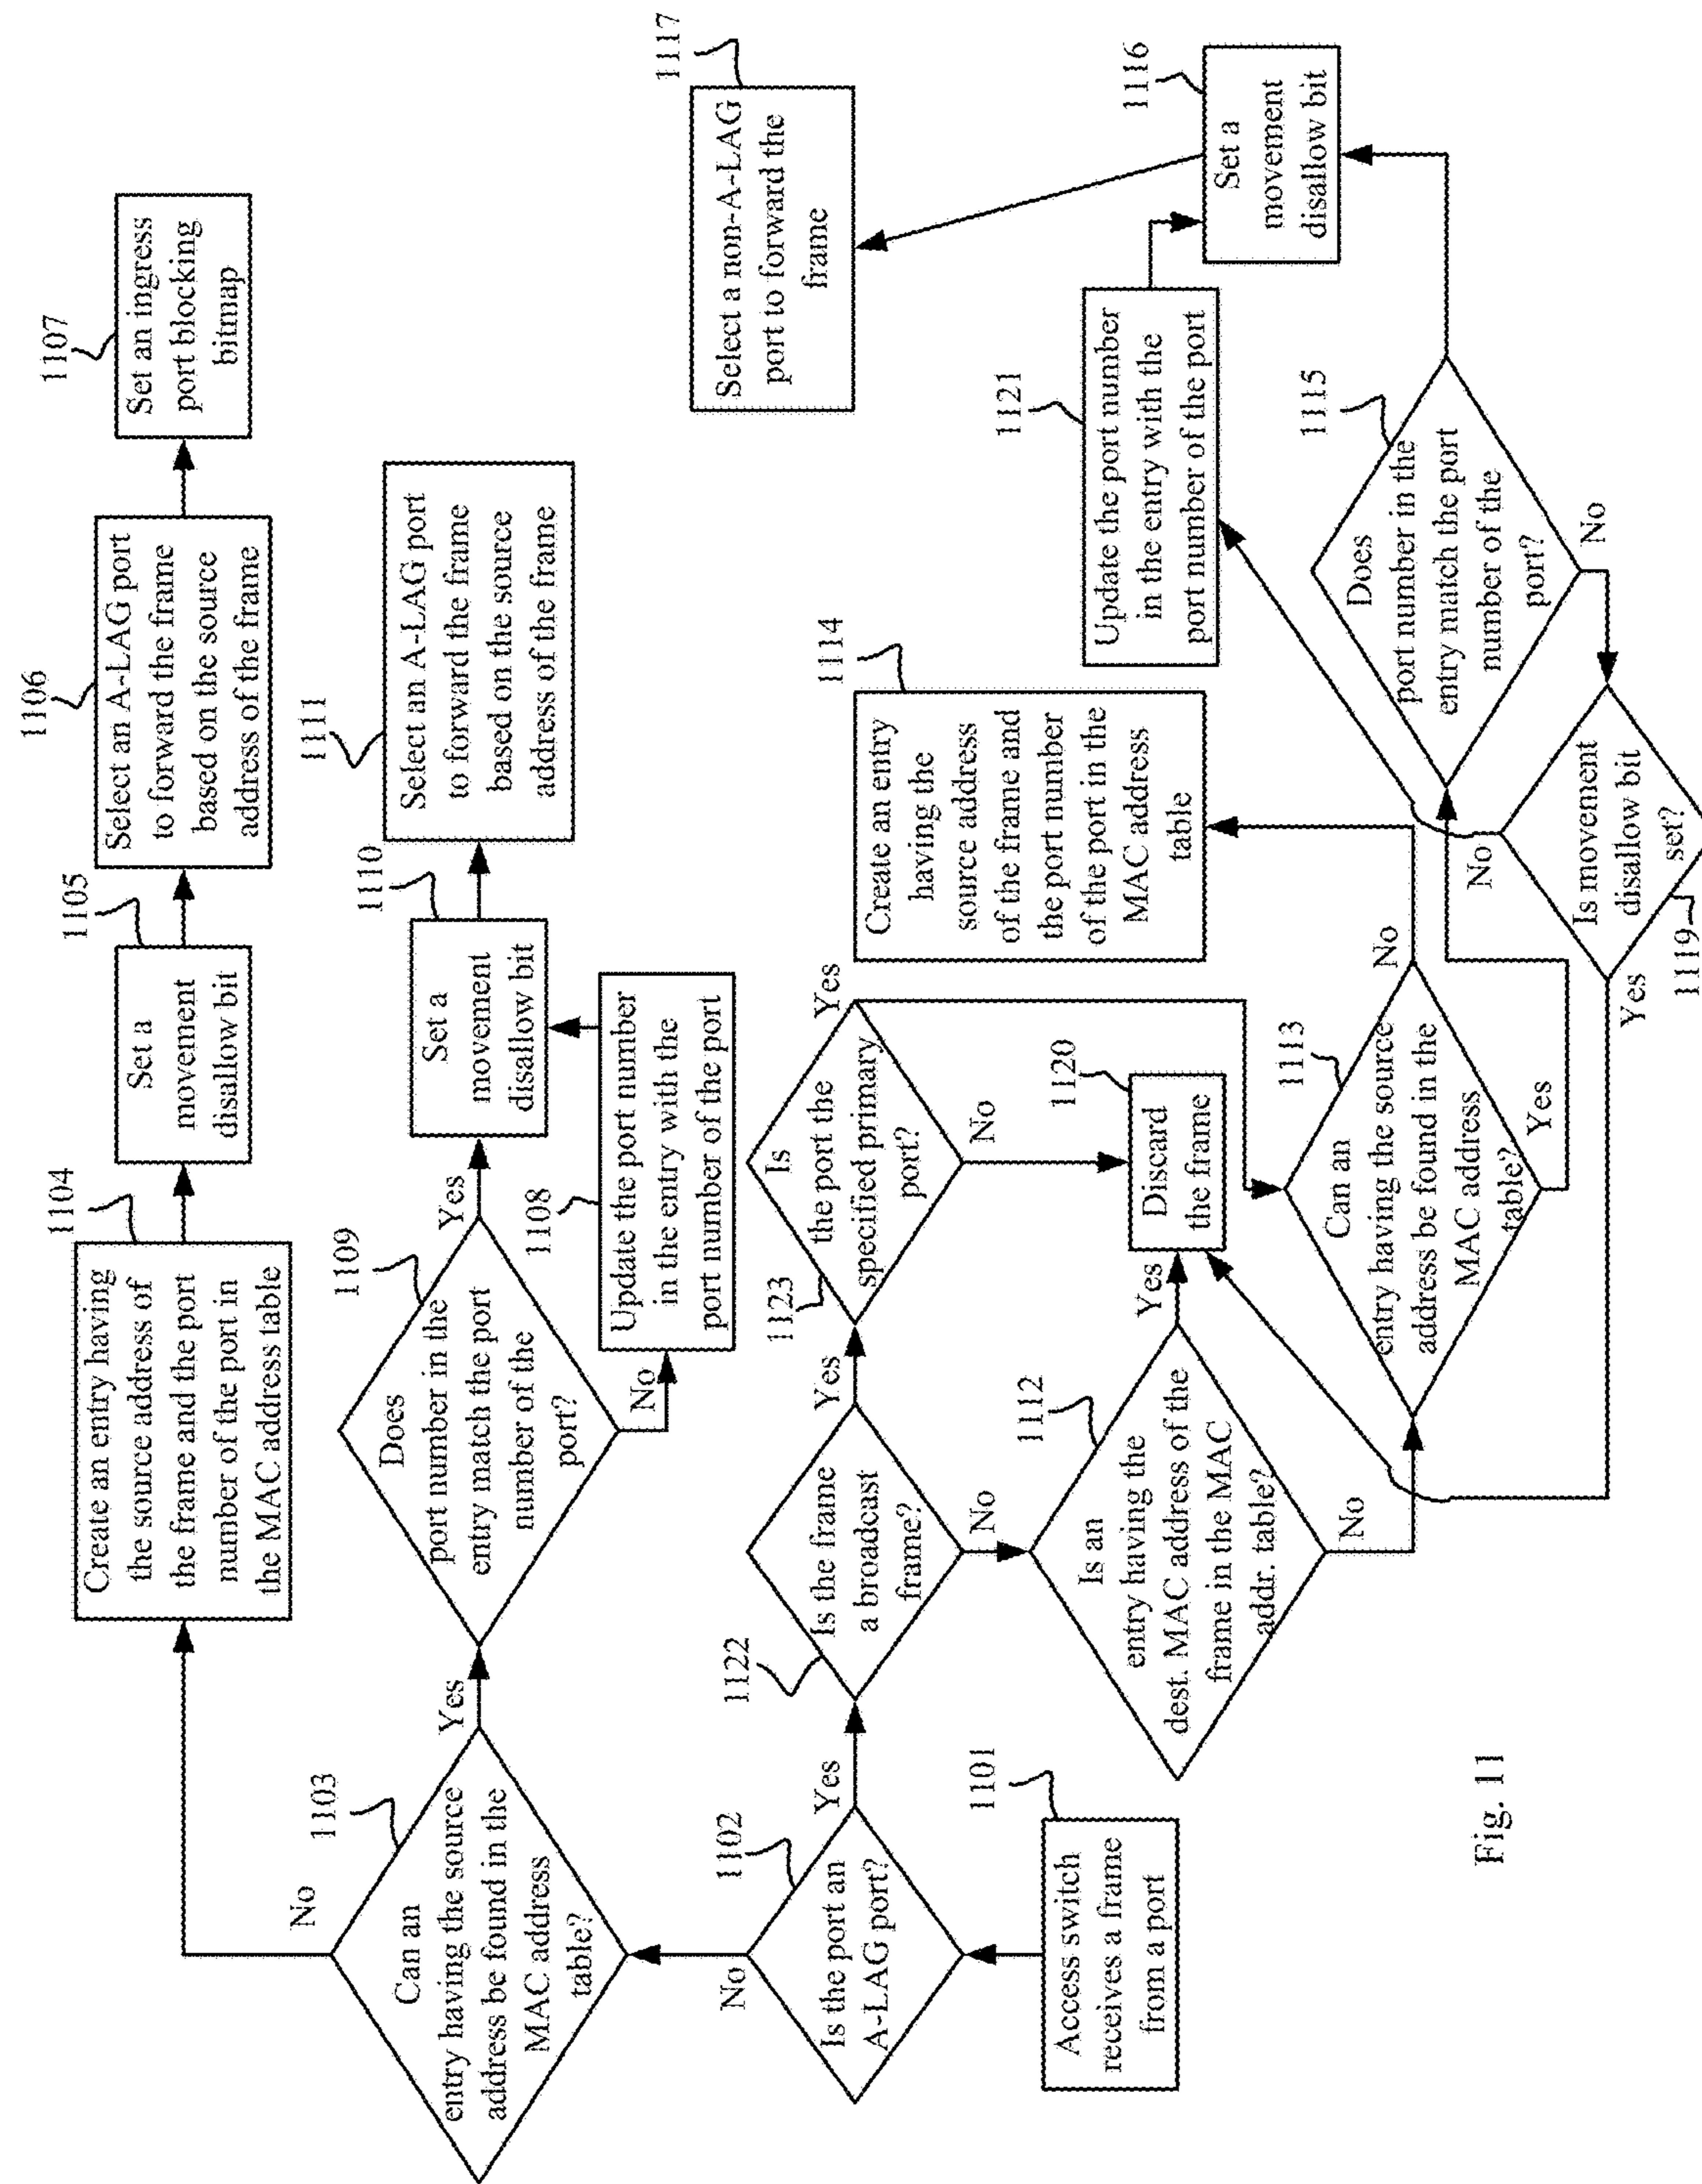 1101
Access switch
receives a frame
from a port
1102
Is the port an
A-LAG port?
No
Yes
1103
Can an
entry having the source
address be found in the
MAC address
table?
No
Yes
1104
Create an entry having
the source address of
the frame and the port
number of the port in
the MAC address table
1105
Set a
movement
disallow bit
1106
Select an A-LAG port
to forward the frame
based on the source
address of the frame
1107
Set an ingress
port blocking
bitmap
1109
Does
port number in the
entry match the port
number of the
port?
Yes
No
1108
Update the port number
in the entry with the
port number of the port
1110
Set a
movement
disallow bit
1111
Select an A-LAG port
to forward the frame
based on the source
address of the frame
1122
Is the frame
a broadcast
frame?
Yes
No
1123
Is
the port the
specified primary
port?
Yes
No
1112
Is an
entry having the
dest. MAC address of the
frame in the MAC
addr. table?
Yes
No
1120
Discard
the frame
1113
Can an
entry having the source
address be found in the
MAC address
table?
No
Yes
1114
Create an entry
having the
source address
of the frame and
the port number
of the port in the
MAC address
table
1115
Does
port number in the
entry match the port
number of the
port?
No
1119
Is movement
disallow bit
set?
No
Yes
1121
Update the port number
in the entry with the
port number of the port
1116
Set a
movement
disallow bit
1117
Select a non-A-LAG
port to forward the
frame
Fig. 11